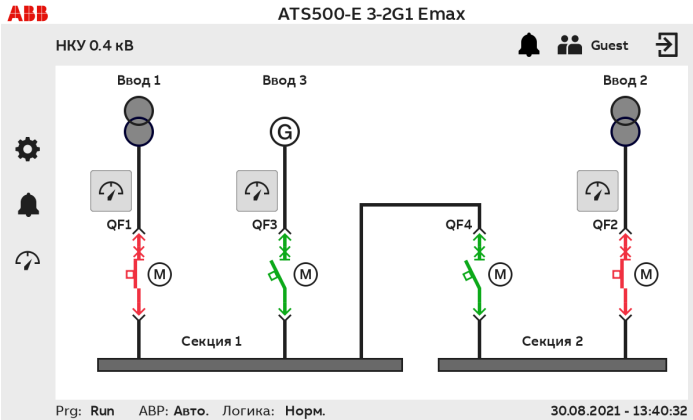 ABB ATS500-E 3-2G1 Emax
НКУ 0.4 кВ Guest
Ввод 1 Ввод 3 Ввод 2
G
QF1 QF3 QF4 QF2
M M M M
Секция 1 Секция 2
Prg: Run АВР: Авто. Логика: Норм. 30.08.2021 - 13:40:32